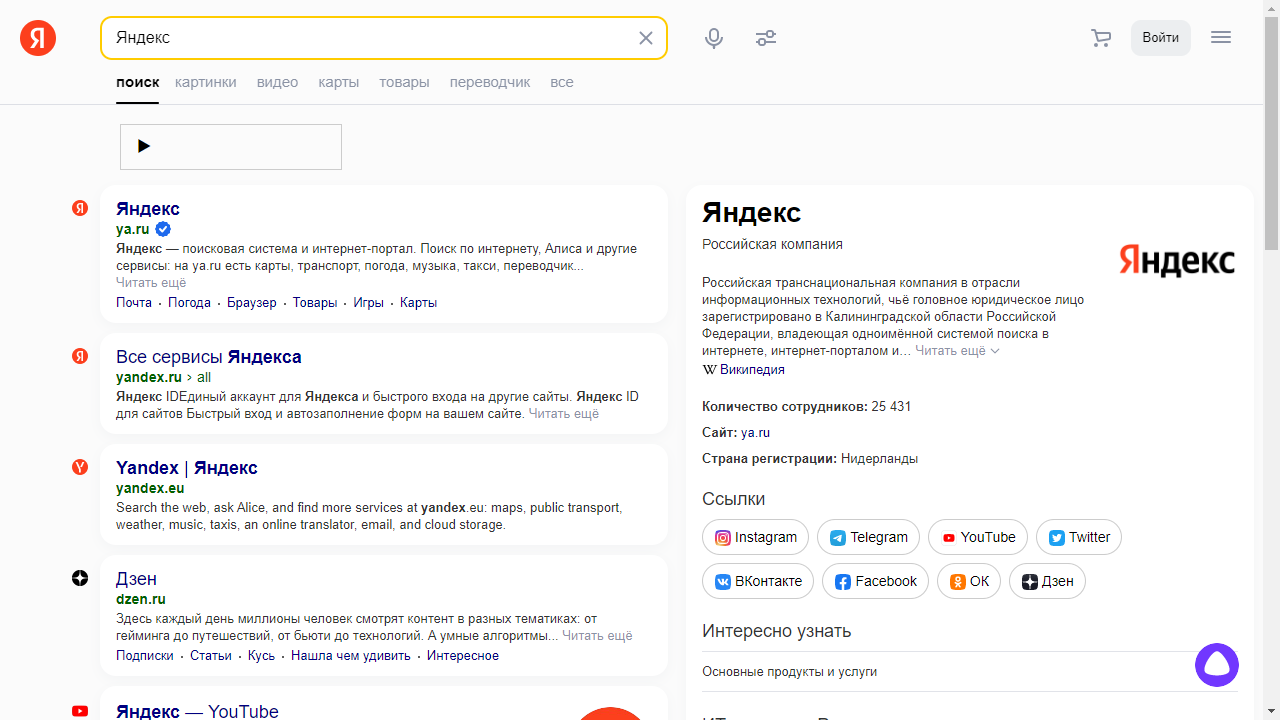 Я
Яндекс
Войти
поиск картинки видео карты товары переводчик все
Яндекс
ya.ru
Яндекс — поисковая система и интернет-портал. Поиск по интернету, Алиса и другие
сервисы: на ya.ru есть карты, транспорт, погода, музыка, такси, переводчик...
Читать ещё
Почта · Погода · Браузер · Товары · Игры · Карты
Все сервисы Яндекса
yandex.ru › all
Яндекс IDЕдиный аккаунт для Яндекса и быстрого входа на другие сайты. Яндекс ID
для сайтов Быстрый вход и автозаполнение форм на вашем сайте. Читать ещё
Yandex | Яндекс
yandex.eu
Search the web, ask Alice, and find more services at yandex.eu: maps, public transport,
weather, music, taxis, an online translator, email, and cloud storage.
Дзен
dzen.ru
Здесь каждый день миллионы человек смотрят контент в разных тематиках: от
гейминга до путешествий, от бьюти до технологий. А умные алгоритмы... Читать ещё
Подписки · Статьи · Кусь · Нашла чем удивить · Интересное
Яндекс — YouTube
Яндекс
Российская компания
Яндекс
Российская транснациональная компания в отрасли
информационных технологий, чьё головное юридическое лицо
зарегистрировано в Калининградской области Российской
Федерации, владеющая одноимённой системой поиска в
интернете, интернет-порталом и... Читать ещё
W Википедия
Количество сотрудников: 25 431
Сайт: ya.ru
Страна регистрации: Нидерланды
Ссылки
Instagram Telegram YouTube Twitter
ВКонтакте Facebook ОК Дзен
Интересно узнать
Основные продукты и услуги